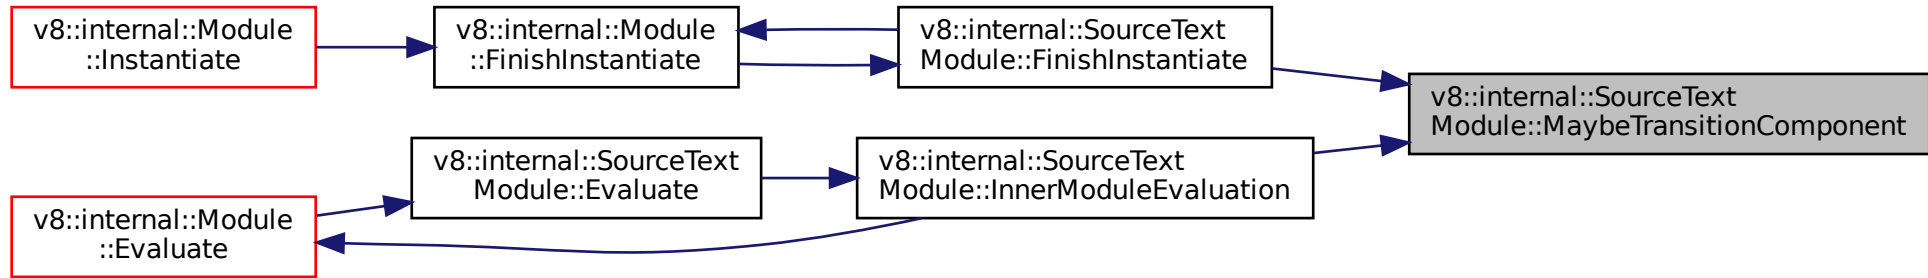 v8::internal::Module
::Instantiate
v8::internal::Module
::FinishInstantiate
v8::internal::SourceText
Module::FinishInstantiate
v8::internal::SourceText
Module::MaybeTransitionComponent
v8::internal::SourceText
Module::Evaluate
v8::internal::SourceText
Module::InnerModuleEvaluation
v8::internal::Module
::Evaluate